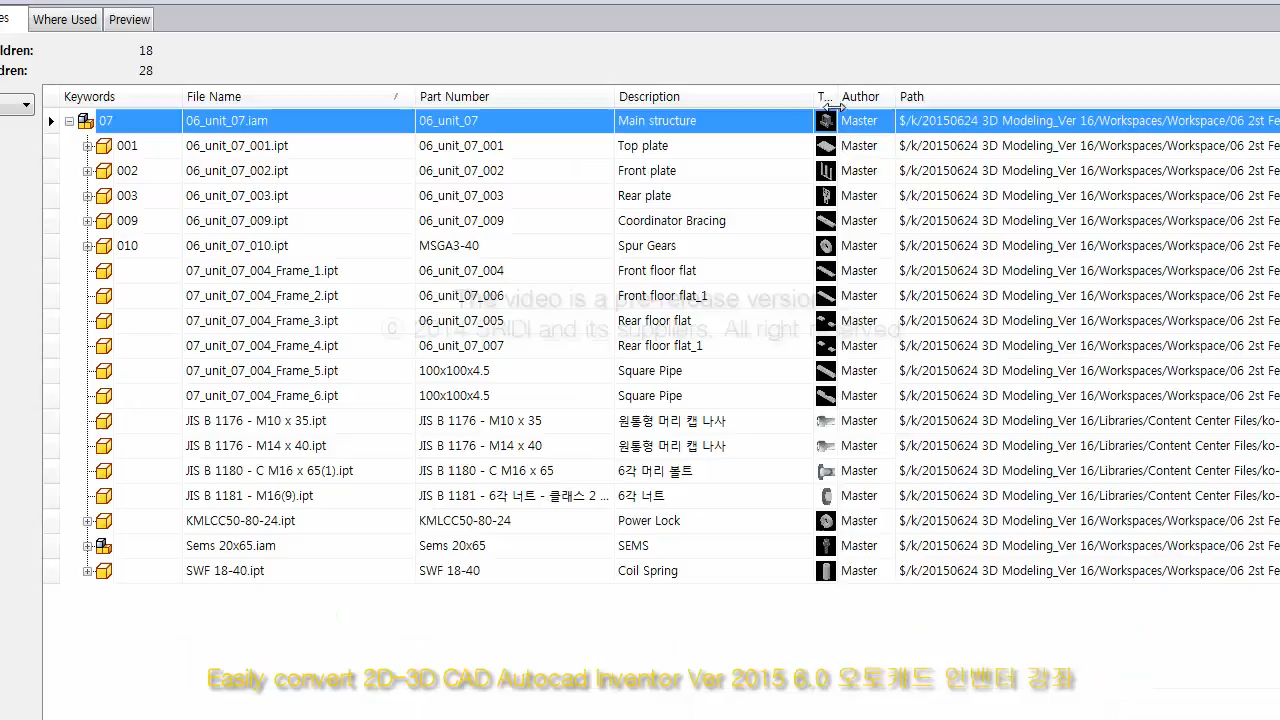 es Where Used Preview
ldren: 18
dren: 28
Keywords File Name / Part Number Description T... Author Path
07 06_unit_07.iam 06_unit_07 Main structure Master $/k/20150624 3D Modeling_Ver 16/Workspaces/Workspace/06 2st Fe
001 06_unit_07_001.ipt 06_unit_07_001 Top plate Master $/k/20150624 3D Modeling_Ver 16/Workspaces/Workspace/06 2st Fe
002 06_unit_07_002.ipt 06_unit_07_002 Front plate Master $/k/20150624 3D Modeling_Ver 16/Workspaces/Workspace/06 2st Fe
003 06_unit_07_003.ipt 06_unit_07_003 Rear plate Master $/k/20150624 3D Modeling_Ver 16/Workspaces/Workspace/06 2st Fe
009 06_unit_07_009.ipt 06_unit_07_009 Coordinator Bracing Master $/k/20150624 3D Modeling_Ver 16/Workspaces/Workspace/06 2st Fe
010 06_unit_07_010.ipt MSGA3-40 Spur Gears Master $/k/20150624 3D Modeling_Ver 16/Workspaces/Workspace/06 2st Fe
07_unit_07_004_Frame_1.ipt 06_unit_07_004 Front floor flat Master $/k/20150624 3D Modeling_Ver 16/Workspaces/Workspace/06 2st Fe
07_unit_07_004_Frame_2.ipt 06_unit_07_006 Front floor flat_1 Master $/k/20150624 3D Modeling_Ver 16/Workspaces/Workspace/06 2st Fe
The video is a pre-release version
07_unit_07_004_Frame_3.ipt 06_unit_07_005 Rear floor flat Master $/k/20150624 3D Modeling_Ver 16/Workspaces/Workspace/06 2st Fe
© 2014 and its suppliers. All right reserved
07_unit_07_004_Frame_4.ipt 06_unit_07_007 Rear floor flat_1 Master $/k/20150624 3D Modeling_Ver 16/Workspaces/Workspace/06 2st Fe
07_unit_07_004_Frame_5.ipt 100x100x4.5 Square Pipe Master $/k/20150624 3D Modeling_Ver 16/Workspaces/Workspace/06 2st Fe
07_unit_07_004_Frame_6.ipt 100x100x4.5 Square Pipe Master $/k/20150624 3D Modeling_Ver 16/Workspaces/Workspace/06 2st Fe
JIS B 1176 - M10 x 35.ipt JIS B 1176 - M10 x 35 원통형 머리 캡 나사 Master $/k/20150624 3D Modeling_Ver 16/Libraries/Content Center Files/ko-
JIS B 1176 - M14 x 40.ipt JIS B 1176 - M14 x 40 원통형 머리 캡 나사 Master $/k/20150624 3D Modeling_Ver 16/Libraries/Content Center Files/ko-
JIS B 1180 - C M16 x 65(1).ipt JIS B 1180 - C M16 x 65 6각 머리 볼트 Master $/k/20150624 3D Modeling_Ver 16/Libraries/Content Center Files/ko-
JIS B 1181 - M16(9).ipt JIS B 1181 - 6각 너트 - 클래스 2 ... 6각 너트 Master $/k/20150624 3D Modeling_Ver 16/Libraries/Content Center Files/ko-
KMLCC50-80-24.ipt KMLCC50-80-24 Power Lock Master $/k/20150624 3D Modeling_Ver 16/Workspaces/Workspace/06 2st Fe
Sems 20x65.iam Sems 20x65 SEMS Master $/k/20150624 3D Modeling_Ver 16/Workspaces/Workspace/06 2st Fe
SWF 18-40.ipt SWF 18-40 Coil Spring Master $/k/20150624 3D Modeling_Ver 16/Workspaces/Workspace/06 2st Fe
Easily convert 2D-3D CAD Autocad Inventor Ver 2015 6.0 오토캐드 인벤터 강좌